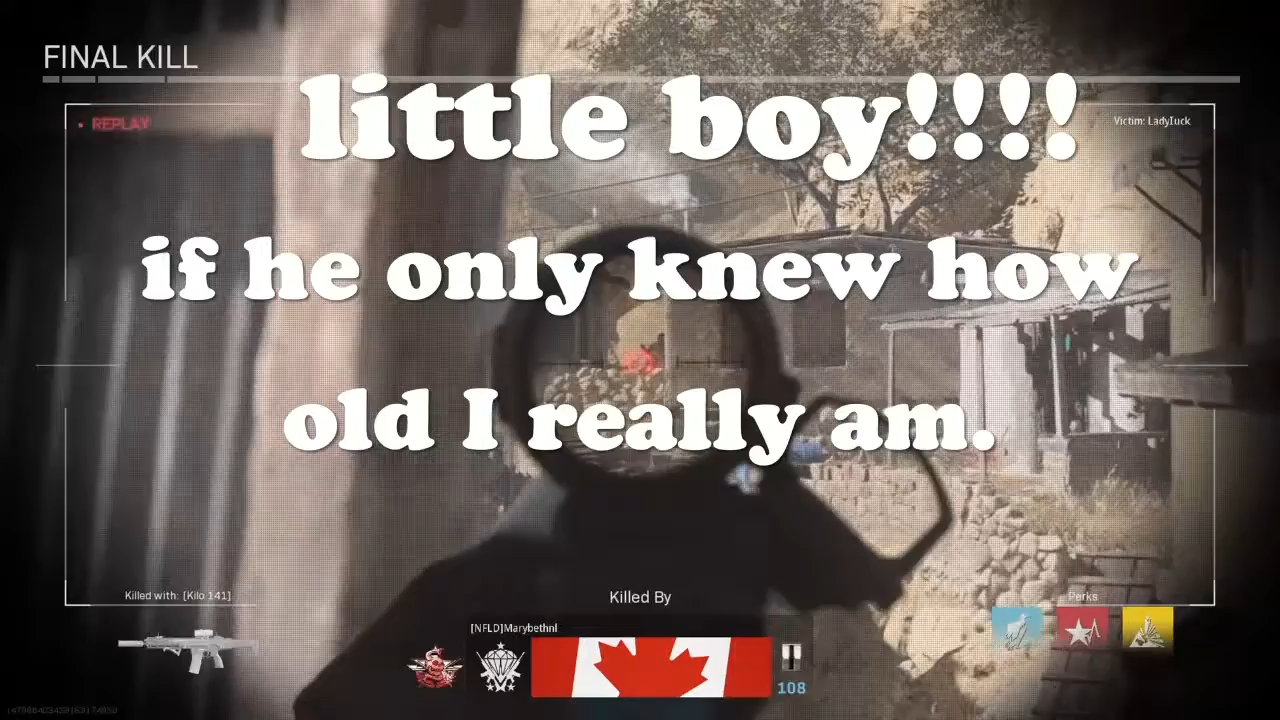 FINAL KILL
little boy!!!!
• REPLAY
Victim: LadyIuck
if he only knew how
old I really am.
Killed with: [Kilo 141]
Killed By
Perks
[NFLD]Marybethnl
108